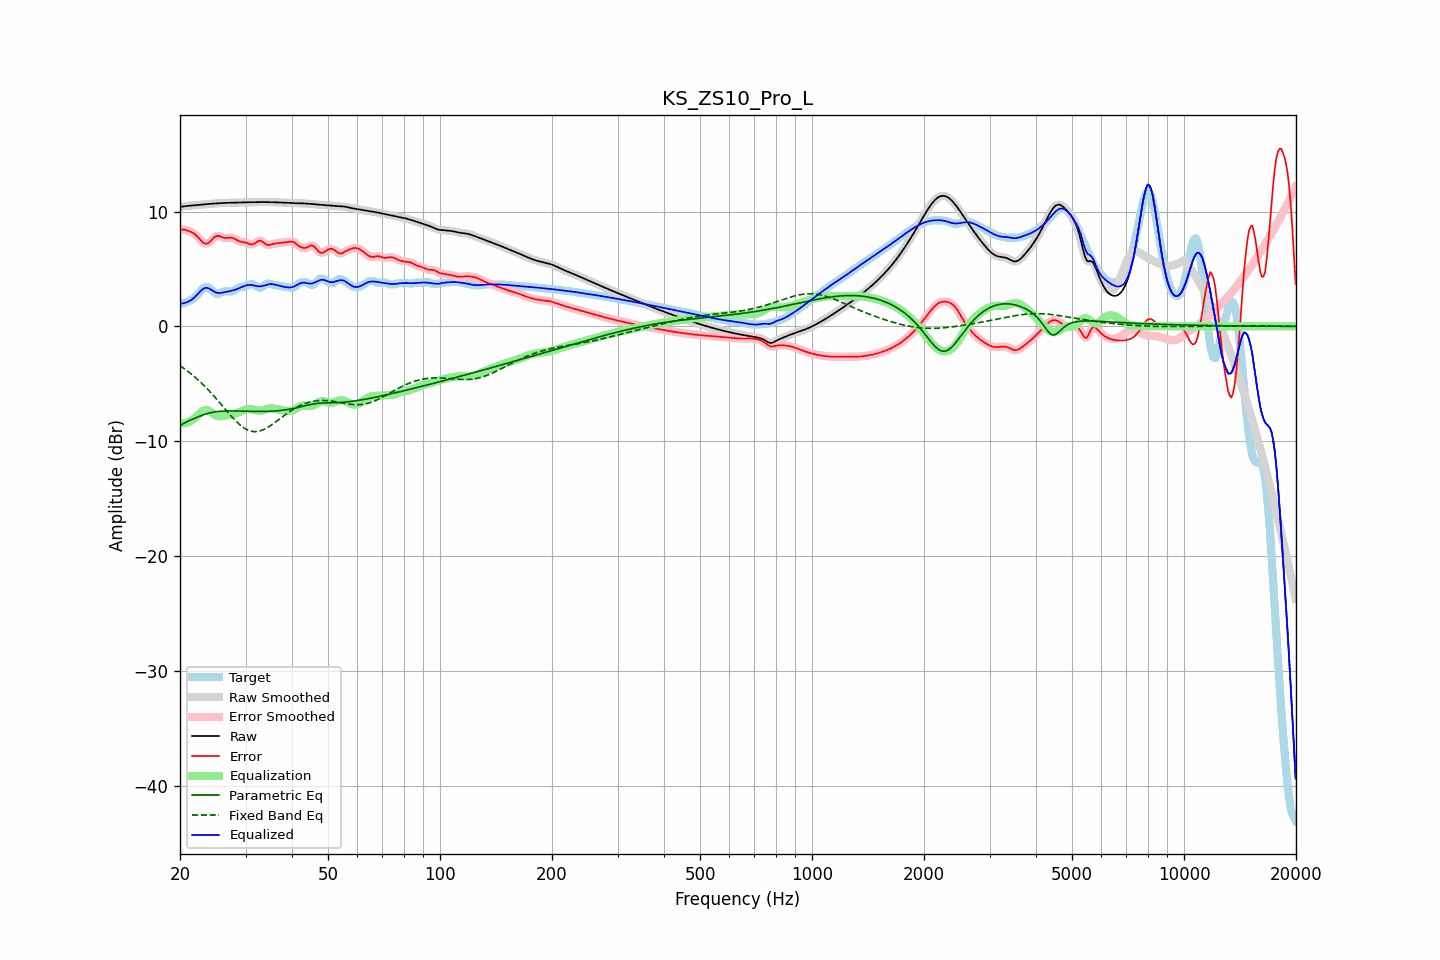 KS_ZS10_Pro_L
Amplitude (dBr)
10
0
−10
−20
−30
−40
Target
Raw Smoothed
Error Smoothed
Raw
Error
Equalization
Parametric Eq
Fixed Band Eq
Equalized
20 50 100 200 500 1000 2000 5000 10000 20000
Frequency (Hz)